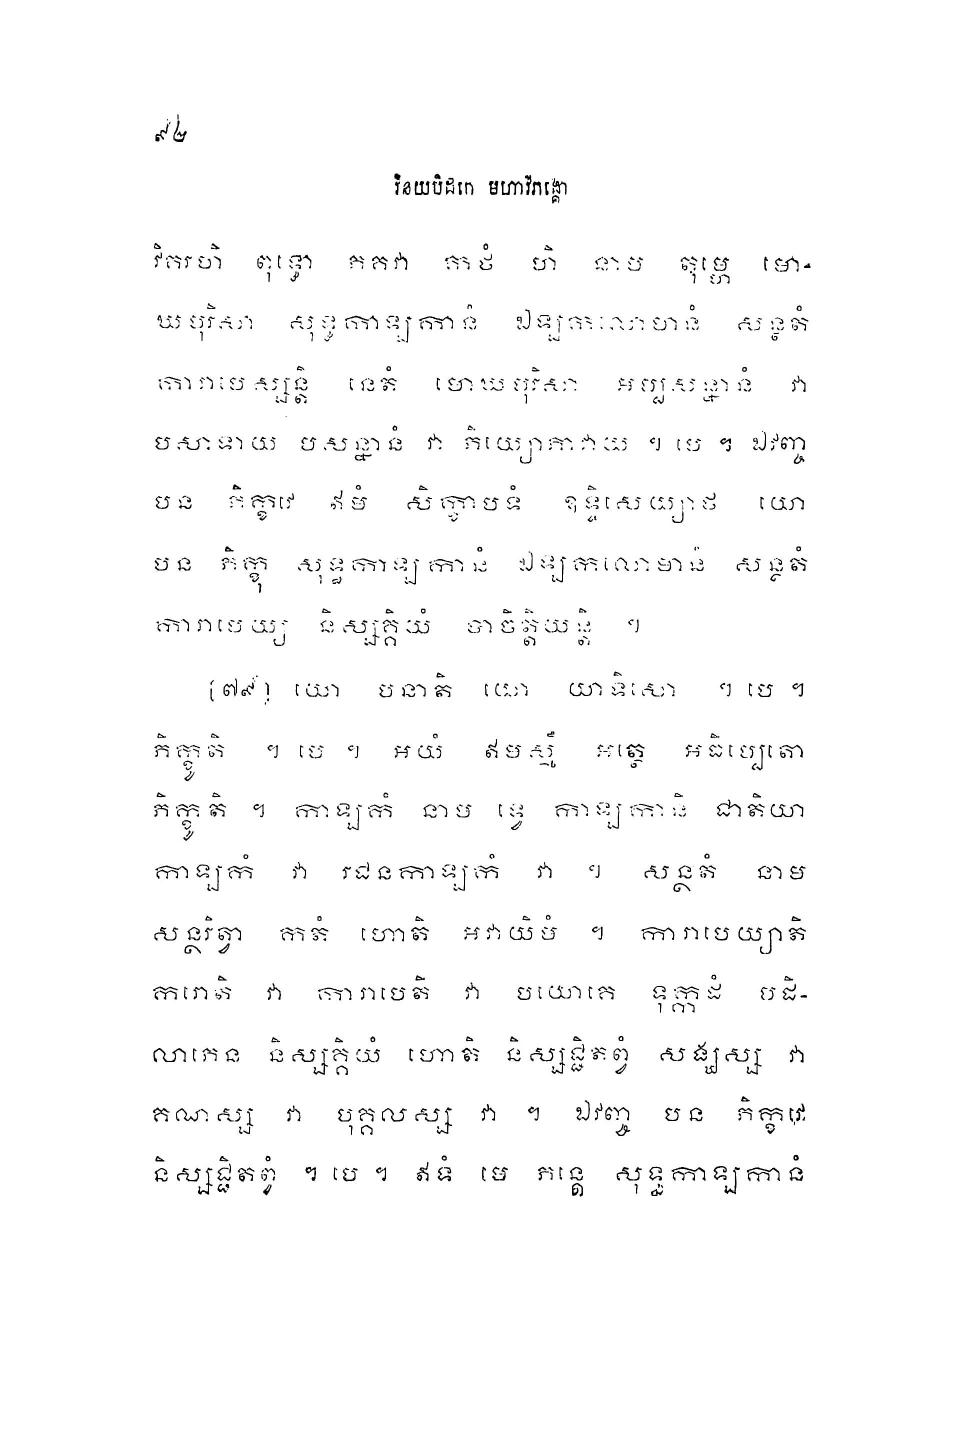 ៩៤
វិនយបិដកេ មហាវិភង្គោ
វិគរហិ ពុទ្ធោ ភគវា កថំ ហិ នាម តុម្ហេ មោ-
ឃបុរិសា សុទ្ធកាឡកានំ ឯឡកលោមានំ សន្ថតំ
ការាបេស្សន្តិ នេតំ មោឃបុរិសា អប្បសន្នានំ វា
បសាទាយ បសន្នានំ វា ភិយ្យោភាវាយ ។ បេ ។ ឯវញ្ច
បន ភិក្ខវេ ឥមំ សិក្ខាបទំ ឧទ្ទិសេយ្យាថ យោ
បន ភិក្ខុ សុទ្ធកាឡកានំ ឯឡកលោមានំ សន្ថតំ
ការាបេយ្យ និស្សគ្គិយំ បាចិត្តិយន្តិ ។
(៧៩) យោ បនាតិ យោ យាទិសោ ។ បេ ។
ភិក្ខូតិ ។ បេ ។ អយំ ឥមស្មឹ អត្ថេ អធិប្បេតោ
ភិក្ខូតិ ។ កាឡកំ នាម ទ្វេ កាឡកានិ ជាតិយា
កាឡកំ វា រជនកាឡកំ វា ។ សន្ថតំ នាម
សន្ថរិត្វា កតំ ហោតិ អវាយិមំ ។ ការាបេយ្យាតិ
ករោតិ វា ការាបេតិ វា បយោគេ ទុក្កដំ បដិ-
លាភេន និស្សគ្គិយំ ហោតិ និស្សជ្ជិតព្វំ សង្ឃស្ស វា
គណស្ស វា បុគ្គលស្ស វា ។ ឯវញ្ច បន ភិក្ខវេ
និស្សជ្ជិតព្វំ ។ បេ ។ ឥទំ មេ ភន្តេ សុទ្ធកាឡកានំ